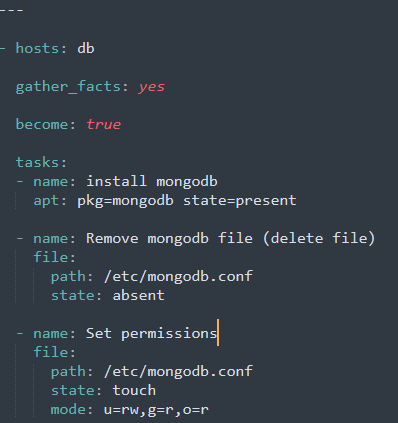 ---
- hosts: db
gather_facts: yes
become: true
tasks:
- name: install mongodb
apt: pkg=mongodb state=present
- name: Remove mongodb file (delete file)
file:
path: /etc/mongodb.conf
state: absent
- name: Set permissions
file:
path: /etc/mongodb.conf
state: touch
mode: u=rw,g=r,o=r